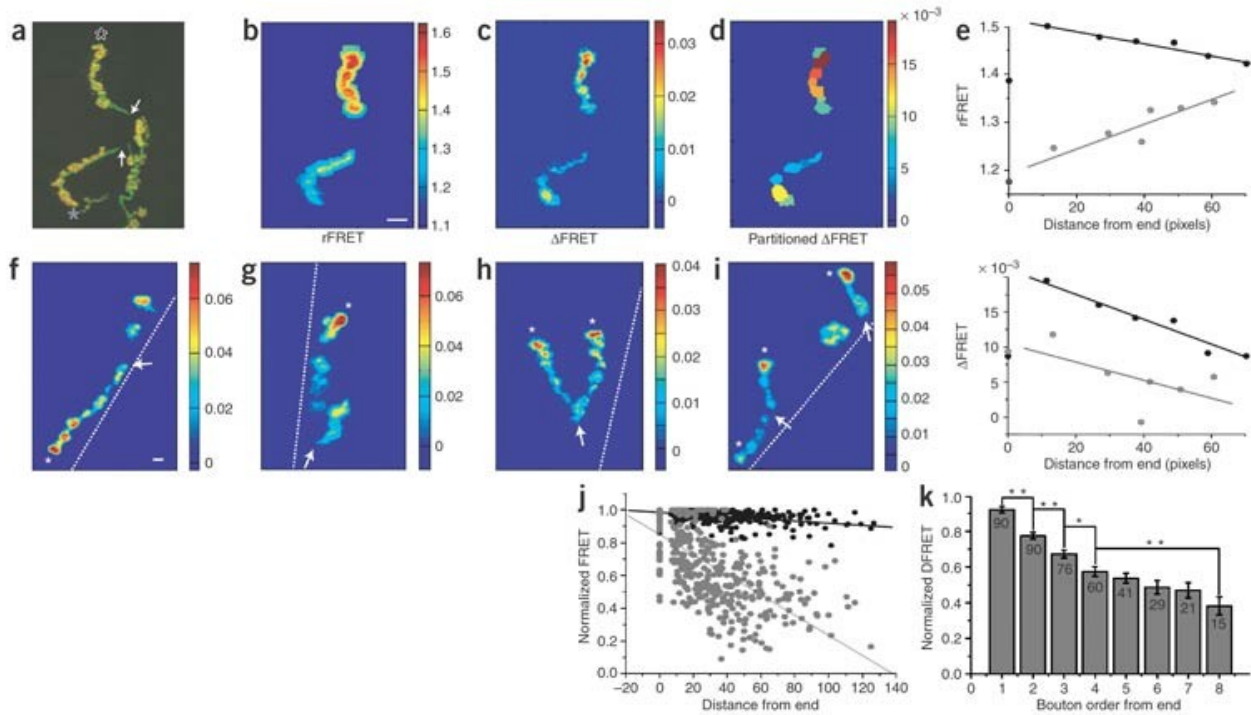 a
b
1.6
1.5
1.4
1.3
1.2
1.1
rFRET
c
0.03
0.02
0.01
0
ΔFRET
d
× 10⁻³
15
10
5
0
Partitioned ΔFRET
e
rFRET
1.5
1.4
1.3
1.2
0 20 40 60
Distance from end (pixels)
f
0.06
0.04
0.02
0
g
0.06
0.04
0.02
0
h
0.04
0.03
0.02
0.01
0
i
0.05
0.04
0.03
0.02
0.01
0
× 10⁻³
ΔFRET
15
10
5
0
0 20 40 60
Distance from end (pixels)
j
Normalized FRET
1.0
0.8
0.6
0.4
0.2
0.0
−20 0 20 40 60 80 100 120 140
Distance from end
k
Normalized DFRET
1.0
0.8
0.6
0.4
0.2
0.0
* * * * * * *
90 90 76 60 41 29 21 15
0 1 2 3 4 5 6 7 8
Bouton order from end